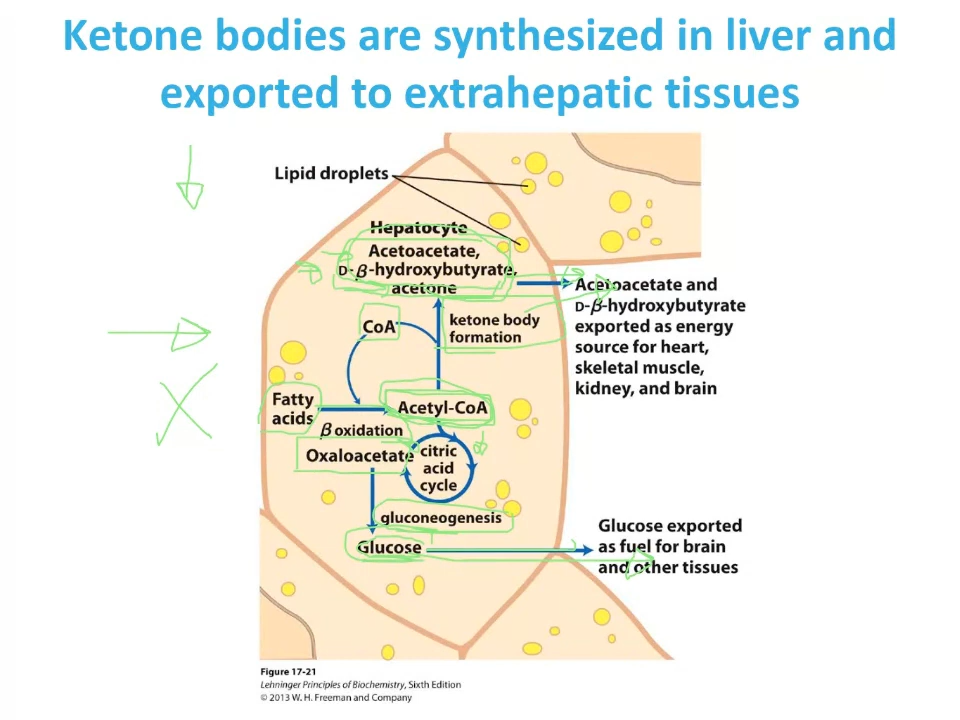 Ketone bodies are synthesized in liver and
exported to extrahepatic tissues
Lipid droplets
Hepatocyte
Acetoacetate,
D-β-hydroxybutyrate,
acetone
Acetoacetate and
D-β-hydroxybutyrate
exported as energy
source for heart,
skeletal muscle,
kidney, and brain
CoA
ketone body
formation
Fatty
acids
Acetyl-CoA
β oxidation
Oxaloacetate
citric
acid
cycle
gluconeogenesis
Glucose
Glucose exported
as fuel for brain
and other tissues
Figure 17-21
Lehninger Principles of Biochemistry, Sixth Edition
© 2013 W. H. Freeman and Company